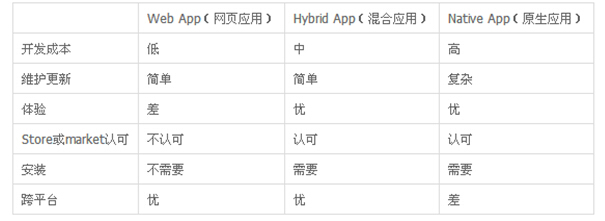 Web App（网页应用） Hybrid App（混合应用） Native App（原生应用）
开发成本 低 中 高
维护更新 简单 简单 复杂
体验 差 优 优
Store或market认可 不认可 认可 认可
安装 不需要 需要 需要
跨平台 优 优 差